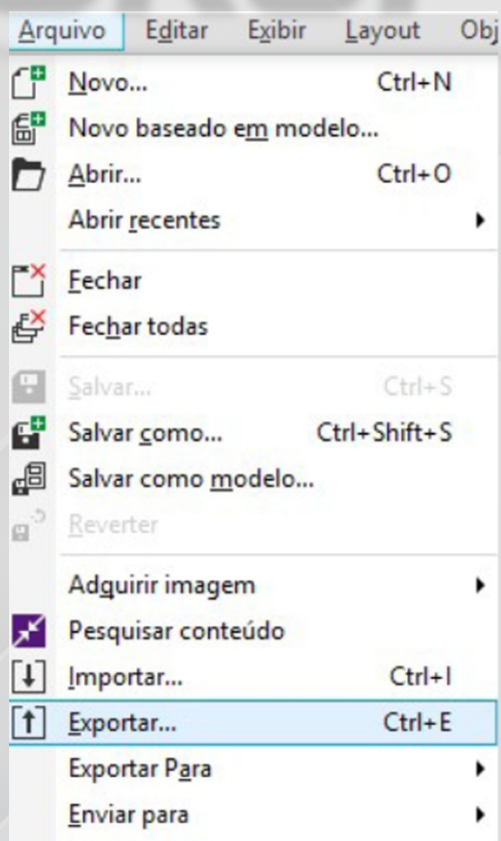 Arquivo Editar Exibir Layout Obj
Novo... Ctrl+N
Novo baseado em modelo...
Abrir... Ctrl+O
Abrir recentes
Fechar
Fechar todas
Salvar... Ctrl+S
Salvar como... Ctrl+Shift+S
Salvar como modelo...
Reverter
Adquirir imagem
Pesquisar conteúdo
Importar... Ctrl+I
Exportar... Ctrl+E
Exportar Para
Enviar para